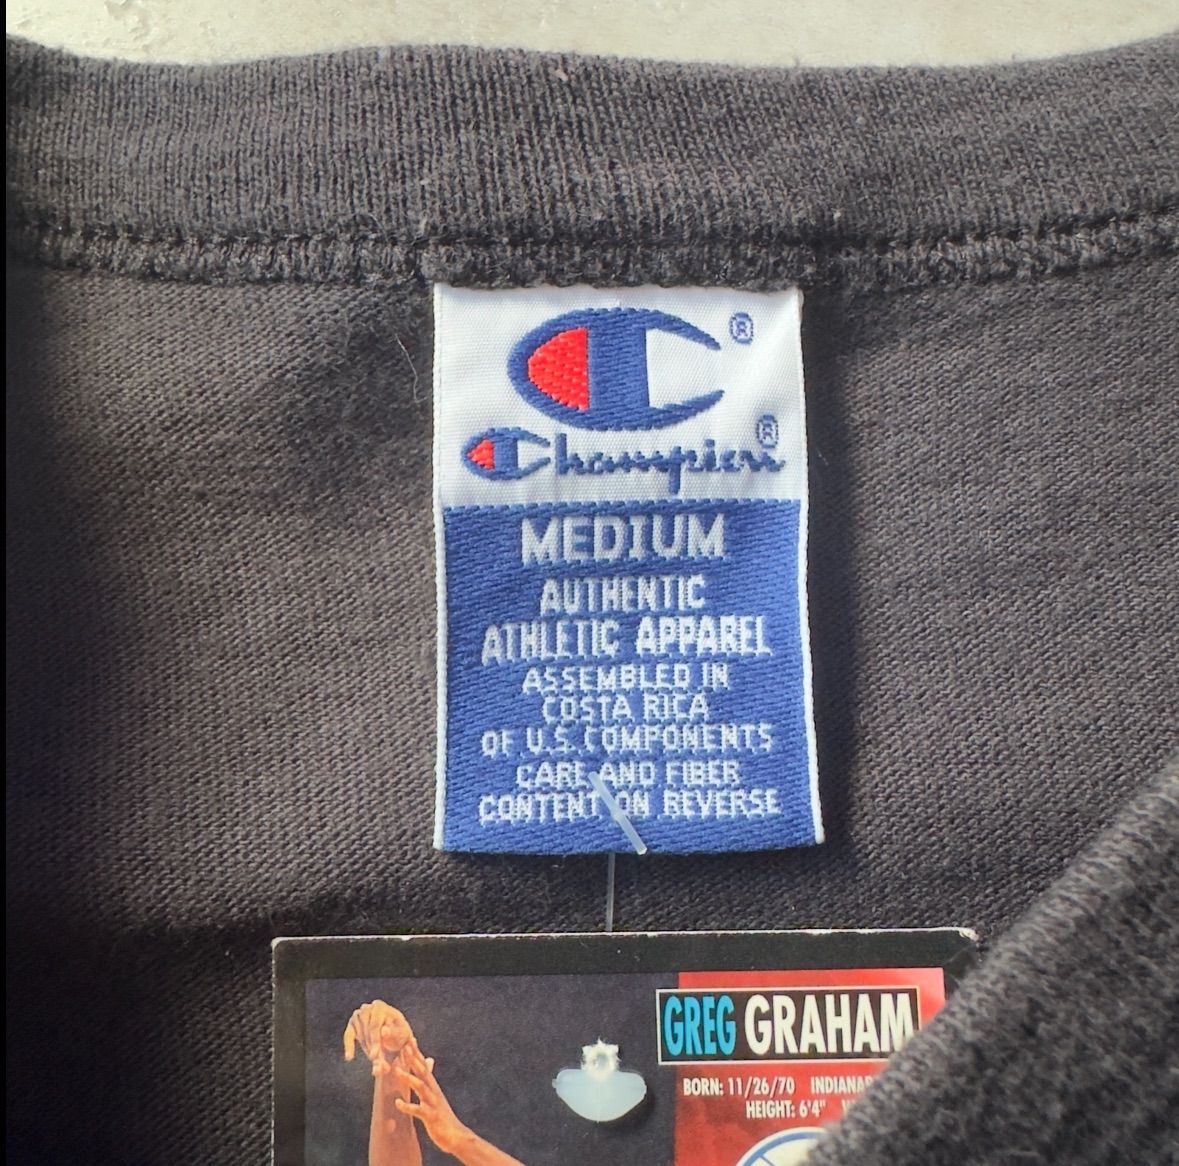 ®
Champion®
MEDIUM
AUTHENTIC
ATHLETIC APPAREL
ASSEMBLED IN
COSTA RICA
OF U.S. COMPONENTS
CARE AND FIBER
CONTENT ON REVERSE
GREG GRAHAM
BORN: 11/26/70
HEIGHT: 6'4"